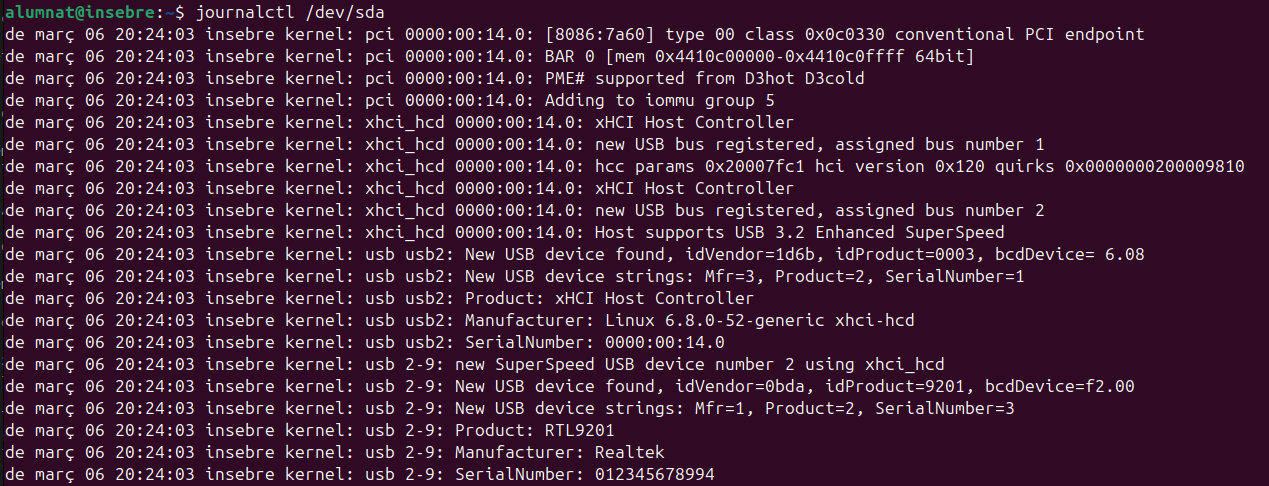 alumnat@insebre:~$ journalctl /dev/sda
de març 06 20:24:03 insebre kernel: pci 0000:00:14.0: [8086:7a60] type 00 class 0x0c0330 conventional PCI endpoint
de març 06 20:24:03 insebre kernel: pci 0000:00:14.0: BAR 0 [mem 0x4410c00000-0x4410c0ffff 64bit]
de març 06 20:24:03 insebre kernel: pci 0000:00:14.0: PME# supported from D3hot D3cold
de març 06 20:24:03 insebre kernel: pci 0000:00:14.0: Adding to iommu group 5
de març 06 20:24:03 insebre kernel: xhci_hcd 0000:00:14.0: xHCI Host Controller
de març 06 20:24:03 insebre kernel: xhci_hcd 0000:00:14.0: new USB bus registered, assigned bus number 1
de març 06 20:24:03 insebre kernel: xhci_hcd 0000:00:14.0: hcc params 0x20007fc1 hci version 0x120 quirks 0x0000000200009810
de març 06 20:24:03 insebre kernel: xhci_hcd 0000:00:14.0: xHCI Host Controller
de març 06 20:24:03 insebre kernel: xhci_hcd 0000:00:14.0: new USB bus registered, assigned bus number 2
de març 06 20:24:03 insebre kernel: xhci_hcd 0000:00:14.0: Host supports USB 3.2 Enhanced SuperSpeed
de març 06 20:24:03 insebre kernel: usb usb2: New USB device found, idVendor=1d6b, idProduct=0003, bcdDevice= 6.08
de març 06 20:24:03 insebre kernel: usb usb2: New USB device strings: Mfr=3, Product=2, SerialNumber=1
de març 06 20:24:03 insebre kernel: usb usb2: Product: xHCI Host Controller
de març 06 20:24:03 insebre kernel: usb usb2: Manufacturer: Linux 6.8.0-52-generic xhci-hcd
de març 06 20:24:03 insebre kernel: usb usb2: SerialNumber: 0000:00:14.0
de març 06 20:24:03 insebre kernel: usb 2-9: new SuperSpeed USB device number 2 using xhci_hcd
de març 06 20:24:03 insebre kernel: usb 2-9: New USB device found, idVendor=0bda, idProduct=9201, bcdDevice=f2.00
de març 06 20:24:03 insebre kernel: usb 2-9: New USB device strings: Mfr=1, Product=2, SerialNumber=3
de març 06 20:24:03 insebre kernel: usb 2-9: Product: RTL9201
de març 06 20:24:03 insebre kernel: usb 2-9: Manufacturer: Realtek
de març 06 20:24:03 insebre kernel: usb 2-9: SerialNumber: 012345678994